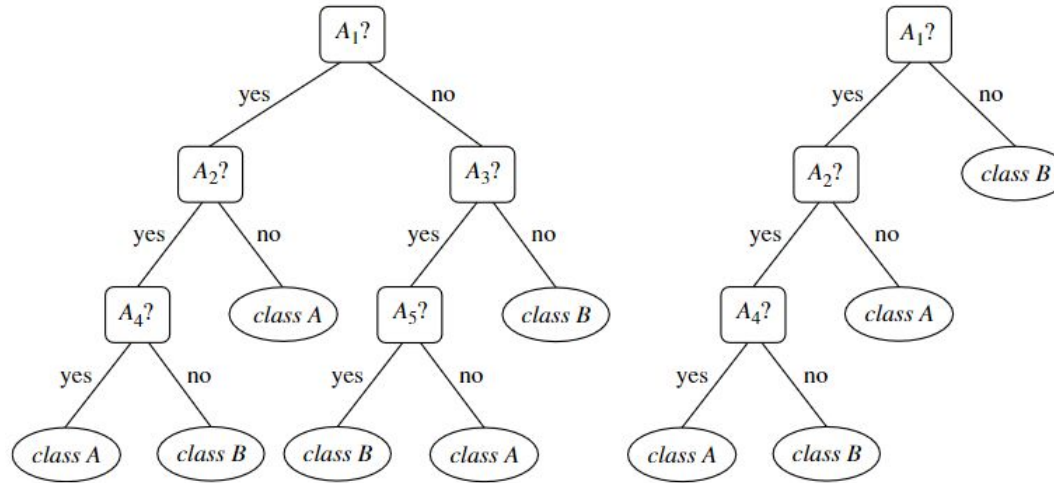 A₁? A₁?
yes no yes no
A₂? A₃? A₂? class B
yes no yes no yes no
A₄? class A A₅? class B A₄? class A
yes no yes no yes no
class A class B class B class A class A class B